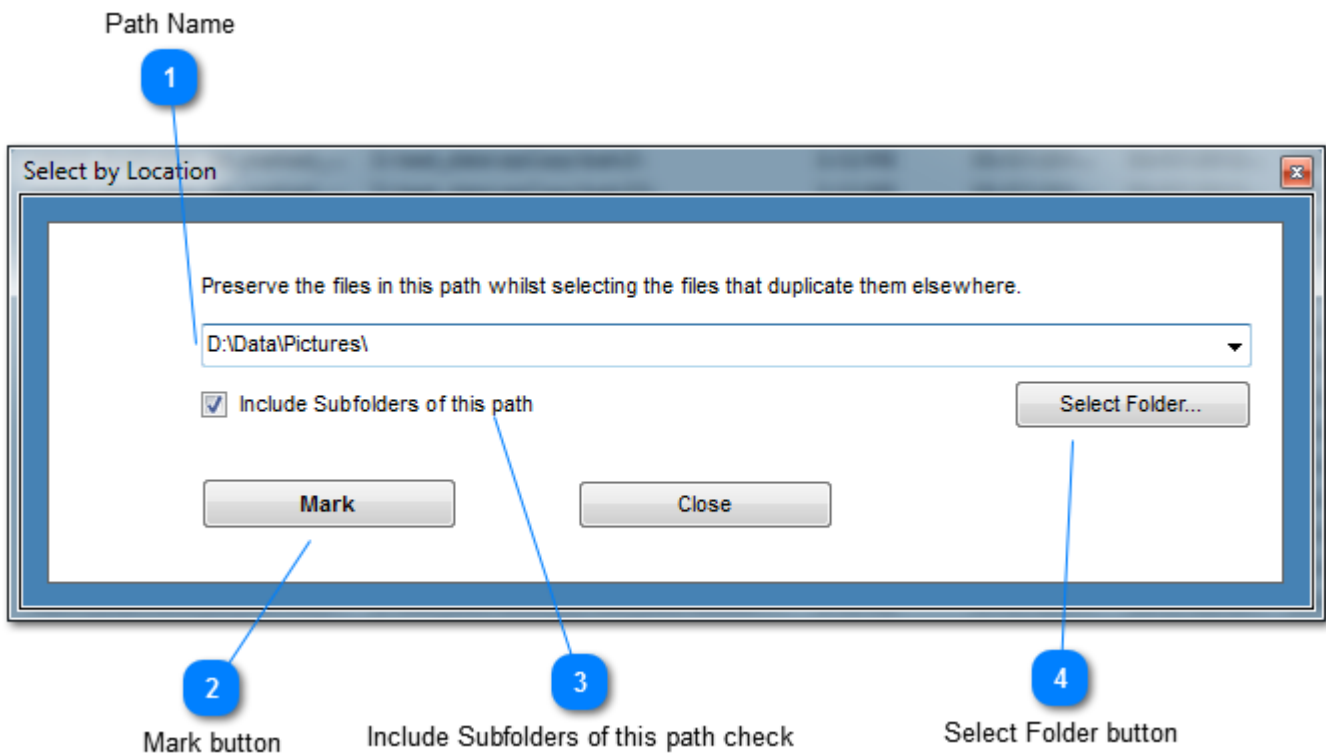 Path Name
1
Select by Location
Preserve the files in this path whilst selecting the files that duplicate them elsewhere.
D:\Data\Pictures\
Include Subfolders of this path
Select Folder...
Mark
Close
2
3
4
Mark button
Include Subfolders of this path check
Select Folder button